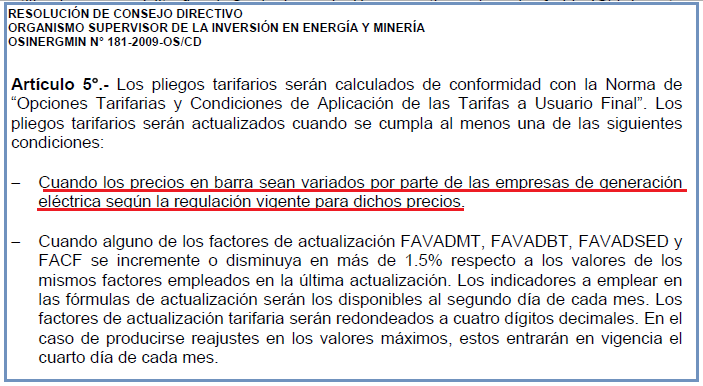 RESOLUCIÓN DE CONSEJO DIRECTIVO
ORGANISMO SUPERVISOR DE LA INVERSIÓN EN ENERGÍA Y MINERÍA
OSINERGMIN N° 181-2009-OS/CD
Artículo 5º.- Los pliegos tarifarios serán calculados de conformidad con la Norma de
“Opciones Tarifarias y Condiciones de Aplicación de las Tarifas a Usuario Final”. Los
pliegos tarifarios serán actualizados cuando se cumpla al menos una de las siguientes
condiciones:
– Cuando los precios en barra sean variados por parte de las empresas de generación
eléctrica según la regulación vigente para dichos precios.
– Cuando alguno de los factores de actualización FAVADMT, FAVADBT, FAVADSED y
FACF se incremente o disminuya en más de 1.5% respecto a los valores de los
mismos factores empleados en la última actualización. Los indicadores a emplear en
las fórmulas de actualización serán los disponibles al segundo día de cada mes. Los
factores de actualización tarifaria serán redondeados a cuatro dígitos decimales. En el
caso de producirse reajustes en los valores máximos, estos entrarán en vigencia el
cuarto día de cada mes.